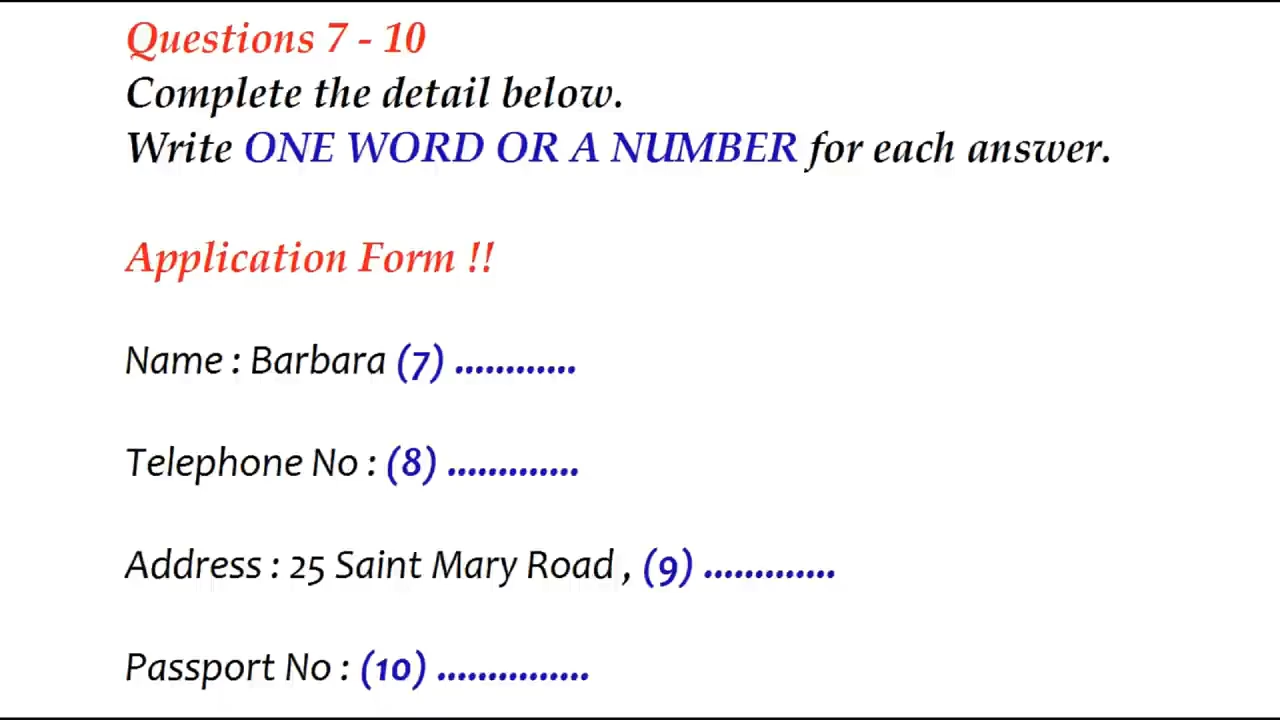 Questions 7 - 10
Complete the detail below.
Write ONE WORD OR A NUMBER for each answer.
Application Form !!
Name : Barbara (7) ............
Telephone No : (8) .............
Address : 25 Saint Mary Road , (9) .............
Passport No : (10) ...............